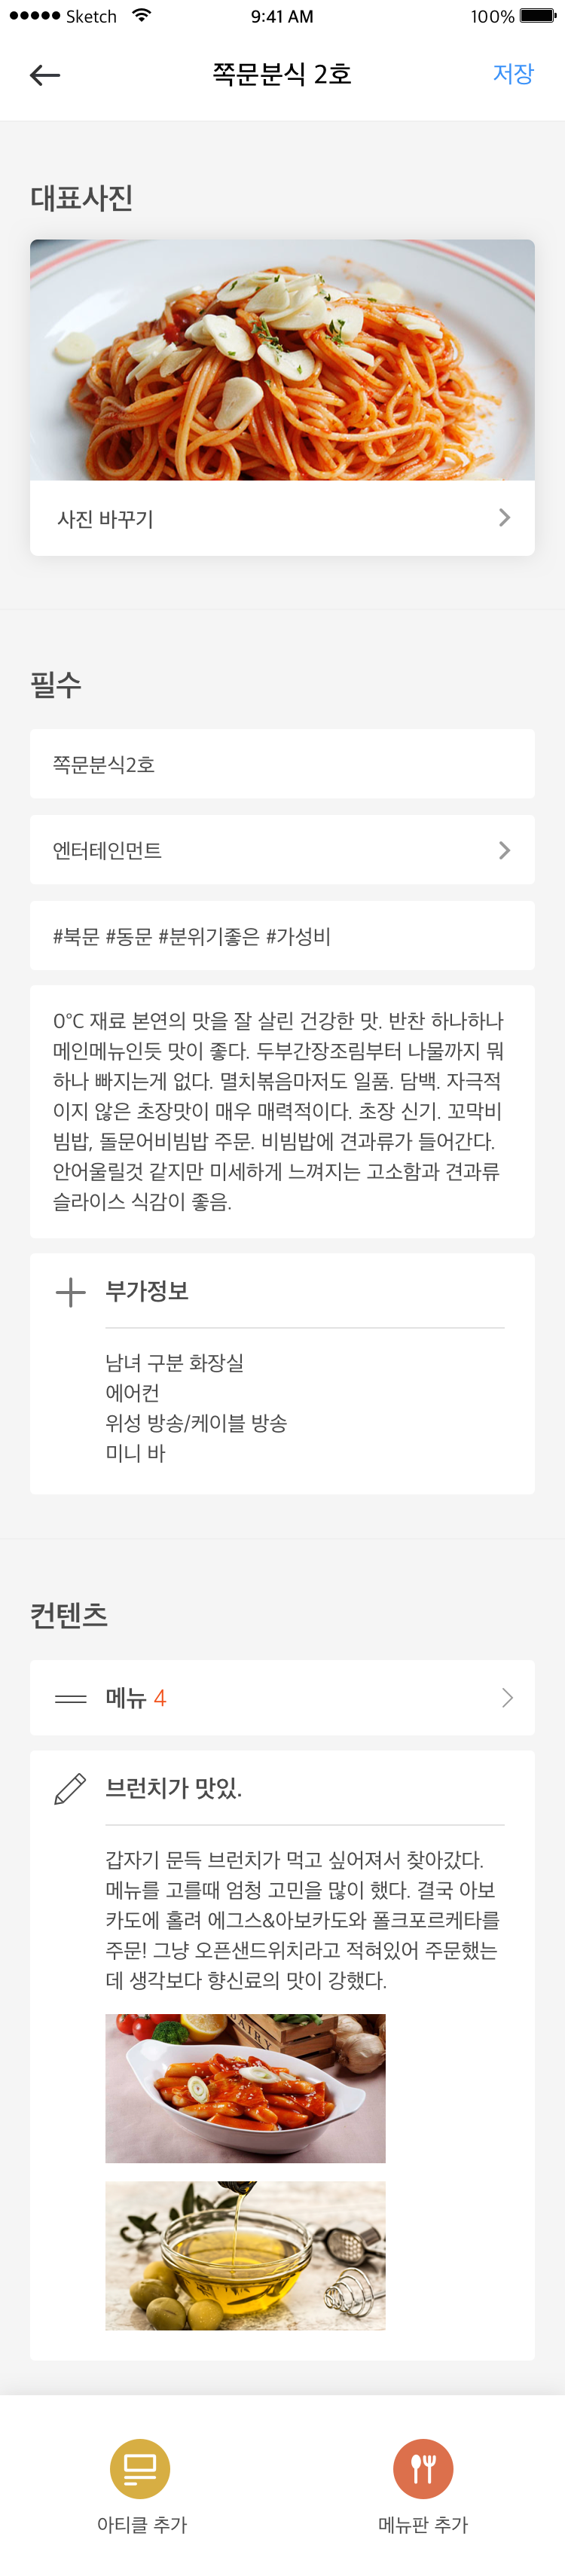 Sketch 9:41 AM 100%
쪽문분식 2호 저장
대표사진
사진 바꾸기
필수
쪽문분식2호
엔터테인먼트
#북문 #동문 #분위기좋은 #가성비
0°C 재료 본연의 맛을 잘 살린 건강한 맛. 반찬 하나하나
메인메뉴인듯 맛이 좋다. 두부간장조림부터 나물까지 뭐
하나 빠지는게 없다. 멸치볶음마저도 일품. 담백. 자극적
이지 않은 초장맛이 매우 매력적이다. 초장 신기. 꼬막비
빔밥, 돌문어비빔밥 주문. 비빔밥에 견과류가 들어간다.
안어울릴것 같지만 미세하게 느껴지는 고소함과 견과류
슬라이스 식감이 좋음.
부가정보
남녀 구분 화장실
에어컨
위성 방송/케이블 방송
미니 바
컨텐츠
메뉴 4
브런치가 맛있.
갑자기 문득 브런치가 먹고 싶어져서 찾아갔다.
메뉴를 고를때 엄청 고민을 많이 했다. 결국 아보
카도에 홀려 에그스&아보카도와 폴크포르케타를
주문! 그냥 오픈샌드위치라고 적혀있어 주문했는
데 생각보다 향신료의 맛이 강했다.
DAIRY
아티클 추가
메뉴판 추가